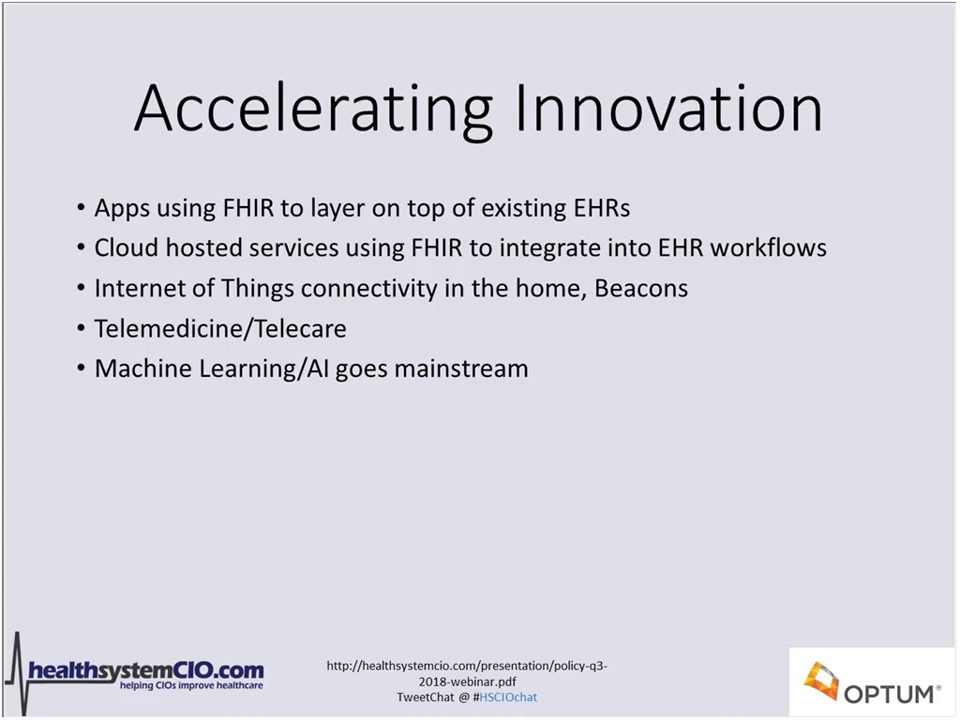 Accelerating Innovation
• Apps using FHIR to layer on top of existing EHRs
• Cloud hosted services using FHIR to integrate into EHR workflows
• Internet of Things connectivity in the home, Beacons
• Telemedicine/Telecare
• Machine Learning/AI goes mainstream
healthsystemCIO.com
helping CIOs improve healthcare
http://healthsystemcio.com/presentation/policy-q3-
2018-webinar.pdf
TweetChat @ #HSCIOchat
OPTUM®